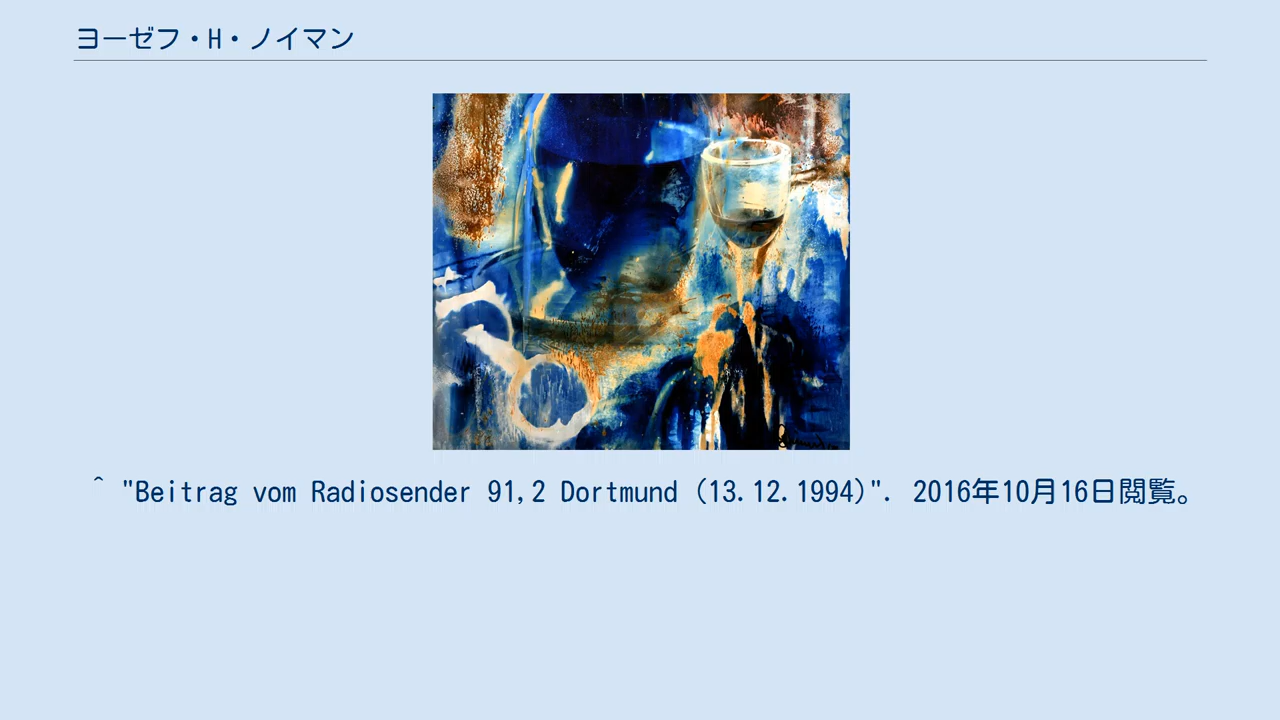 ヨーゼフ・H・ノイマン
^ "Beitrag vom Radiosender 91,2 Dortmund (13.12.1994)". 2016年10月16日閲覧。